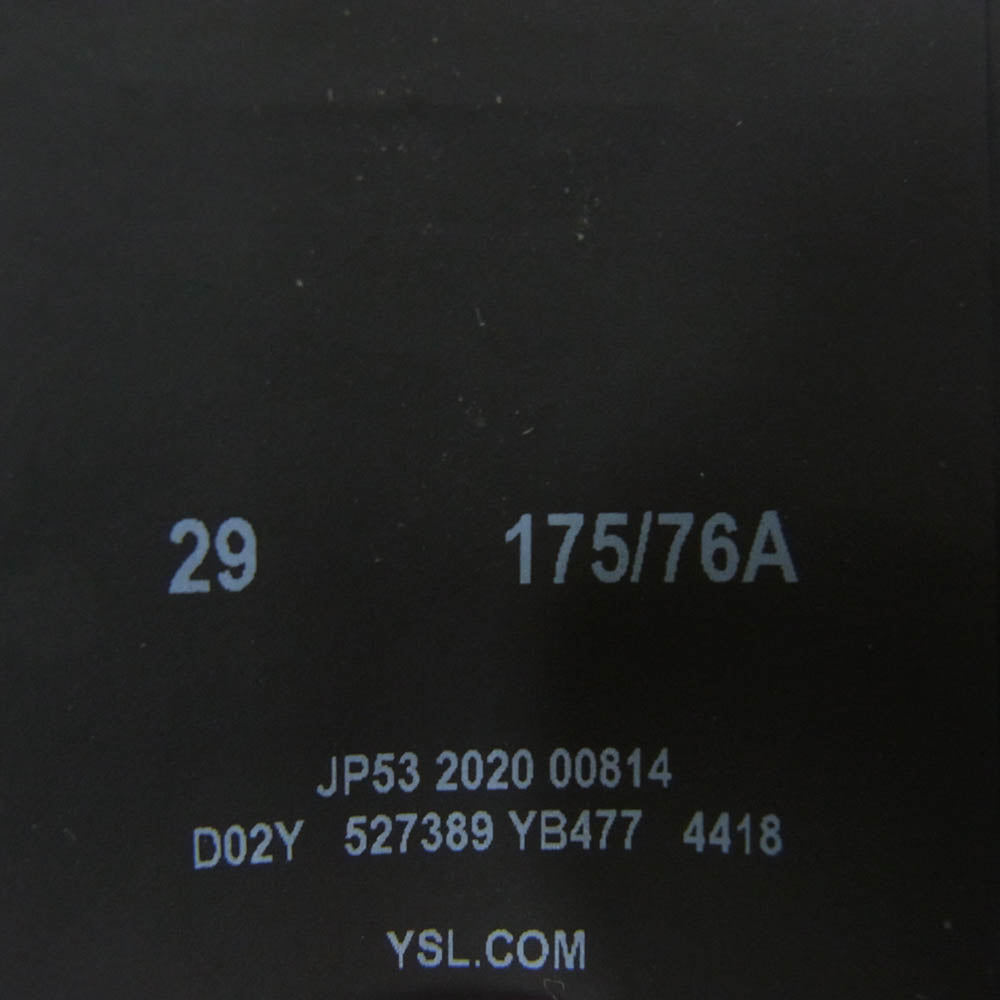 29 175/76A
JP53 2020 00814
D02Y 527389 YB477 4418
YSL.COM